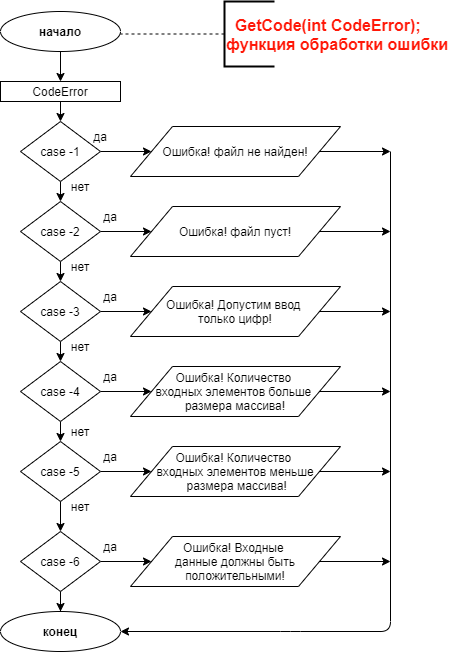 начало
GetCode(int CodeError);
функция обработки ошибки
CodeError
case -1
да
Ошибка! файл не найден!
нет
case -2
да
Ошибка! файл пуст!
нет
case -3
да
Ошибка! Допустим ввод
только цифр!
нет
case -4
да
Ошибка! Количество
входных элементов больше
размера массива!
нет
case -5
да
Ошибка! Количество
входных элементов меньше
размера массива!
нет
case -6
да
Ошибка! Входные
данные должны быть
положительными!
конец